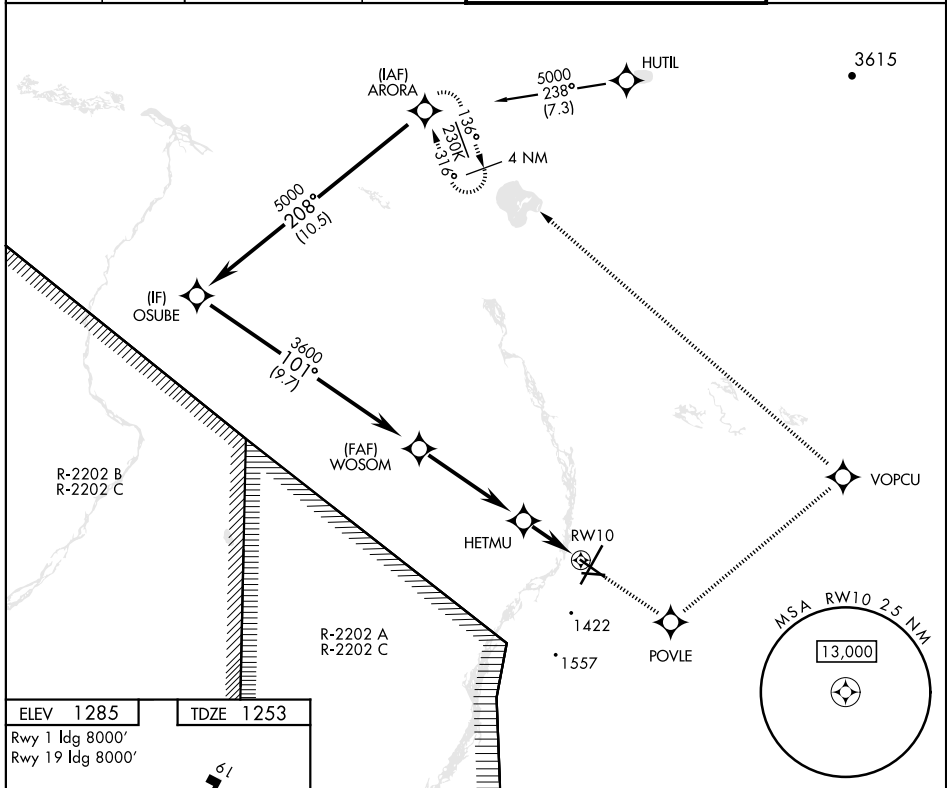 3615
HUTIL
5000
238°
(7.3)
(IAF)
ARORA
136°
230K
316°
4 NM
5000
208°
(10.5)
(IF)
OSUBE
3600
101°
(9.7)
(FAF)
WOSOM
VOPCU
R-2202 B
R-2202 C
HETMU
RW10
1422
1557
POVLE
R-2202 A
R-2202 C
MSA RW10 25 NM
13,000
ELEV 1285
TDZE 1253
Rwy 1 ldg 8000'
Rwy 19 ldg 8000'
19